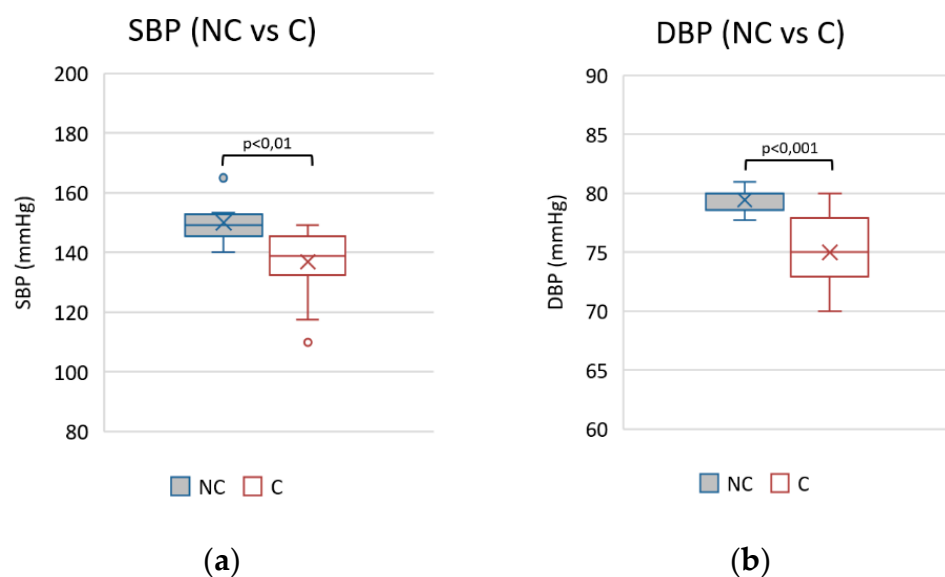 SBP (NC vs C)
200
180
160
140
120
100
80
SBP (mmHg)
p<0,01
NC
C
(a)
DBP (NC vs C)
90
85
80
75
70
65
60
DBP (mmHg)
p<0,001
NC
C
(b)